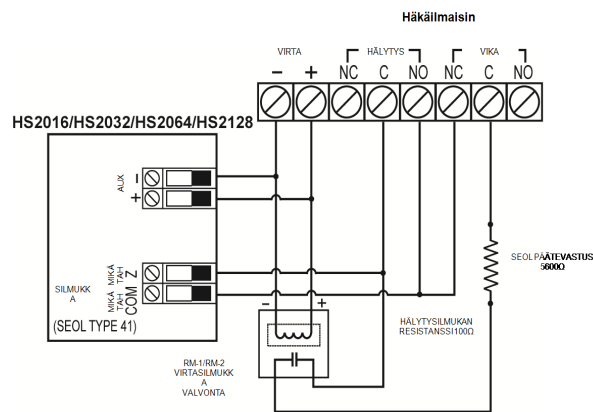 Häkäilmaisin
VIRTA
HÄLYTYS
VIKA
− + NC C NO NC C NO
HS2016/HS2032/HS2064/HS2128
AUX
−
+
MIKÄ TAH
Z
MIKÄ TAH
COM
SILMUKK
A
(SEOL TYPE 41)
− +
SEOL PÄÄTEVASTUS
5600Ω
HÄLYTYSILMUKAN
RESISTANSSI100Ω
RM-1/RM-2
VIRTASILMUKK
A
VALVONTA